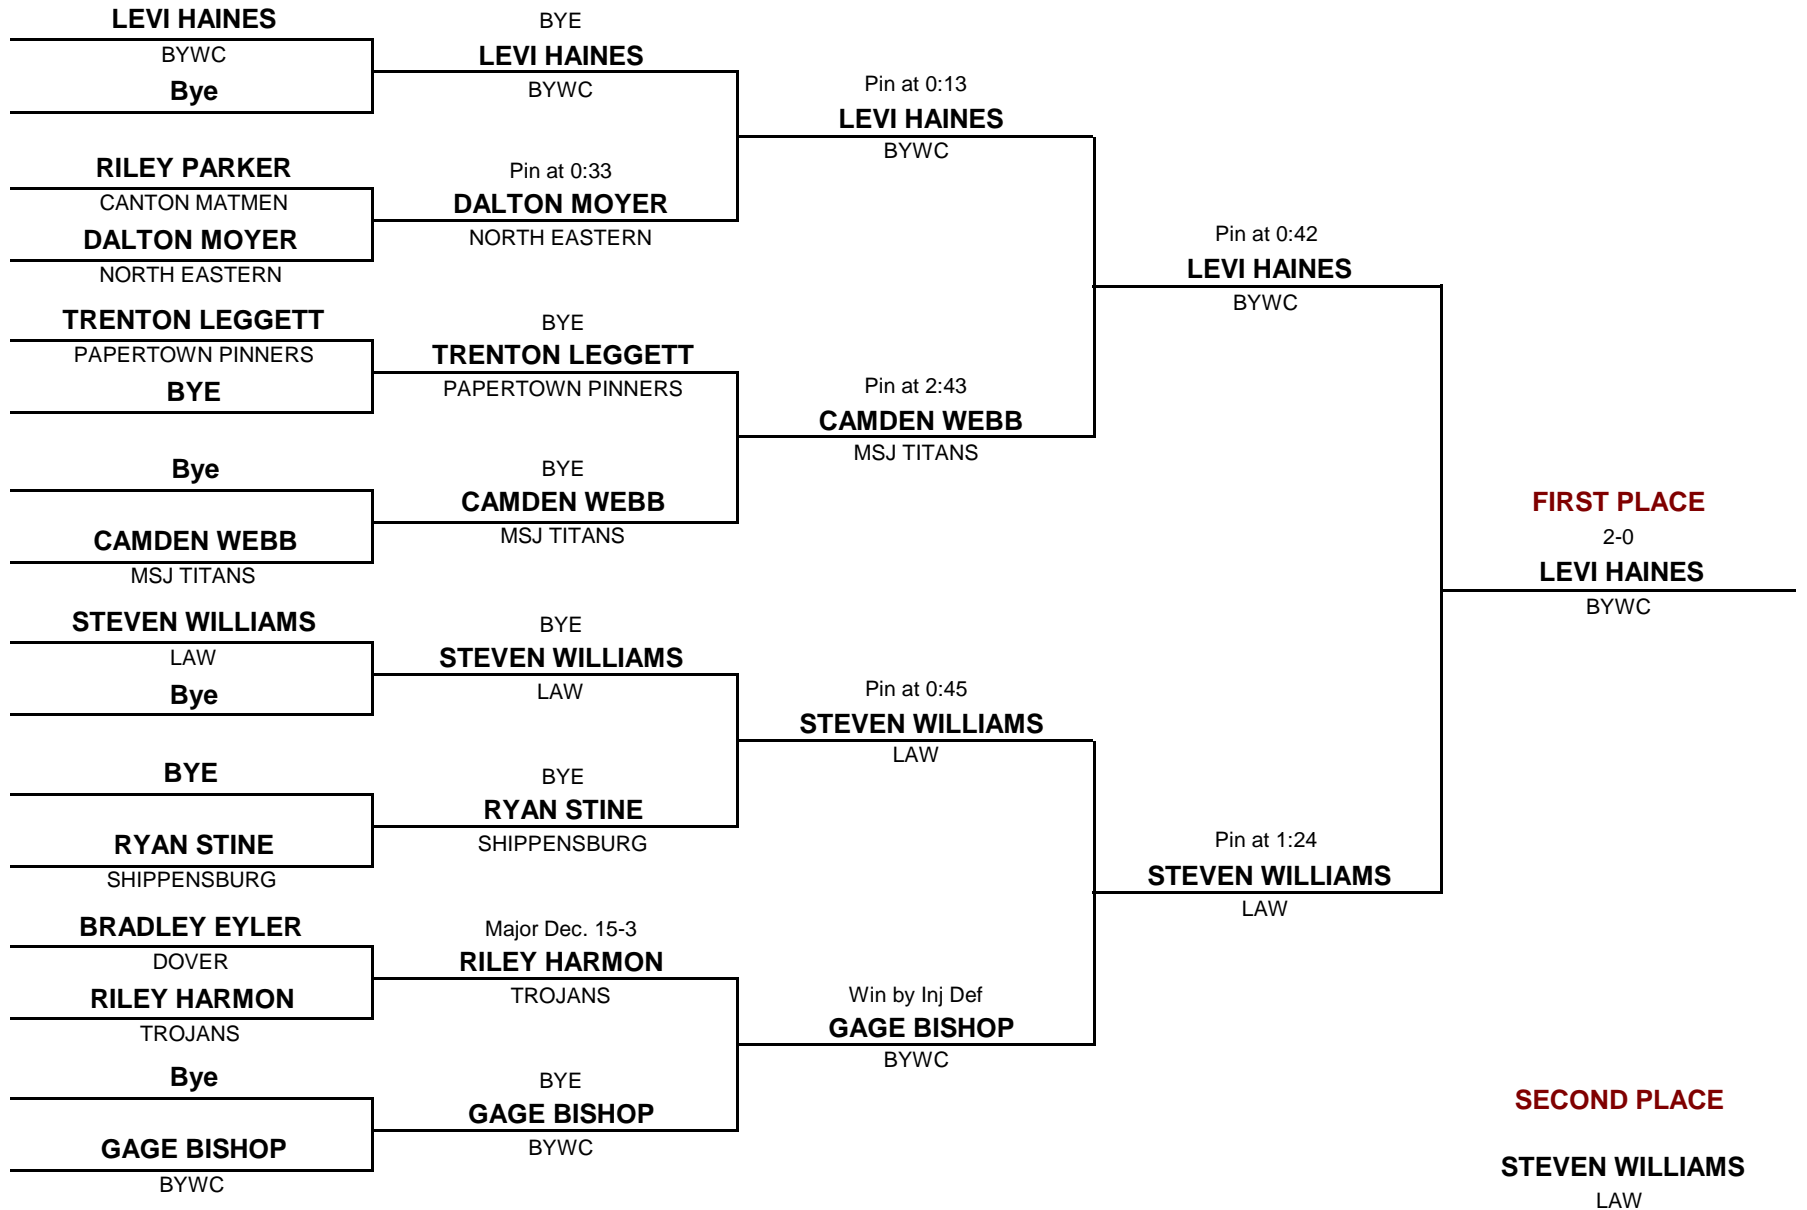 LEVI HAINES
BYWC
Bye
RILEY PARKER
CANTON MATMEN
DALTON MOYER
NORTH EASTERN
TRENTON LEGGETT
PAPERTOWN PINNERS
BYE
Bye
CAMDEN WEBB
MSJ TITANS
STEVEN WILLIAMS
LAW
Bye
BYE
RYAN STINE
SHIPPENSBURG
BRADLEY EYLER
DOVER
RILEY HARMON
TROJANS
Bye
GAGE BISHOP
BYWC
BYE
LEVI HAINES
BYWC
Pin at 0:33
DALTON MOYER
NORTH EASTERN
BYE
TRENTON LEGGETT
PAPERTOWN PINNERS
BYE
CAMDEN WEBB
MSJ TITANS
BYE
STEVEN WILLIAMS
LAW
BYE
RYAN STINE
SHIPPENSBURG
Major Dec. 15-3
RILEY HARMON
TROJANS
BYE
GAGE BISHOP
BYWC
Pin at 0:13
LEVI HAINES
BYWC
Pin at 2:43
CAMDEN WEBB
MSJ TITANS
Pin at 0:45
STEVEN WILLIAMS
LAW
Win by Inj Def
GAGE BISHOP
BYWC
Pin at 0:42
LEVI HAINES
BYWC
Pin at 1:24
STEVEN WILLIAMS
LAW
FIRST PLACE
2-0
LEVI HAINES
BYWC
SECOND PLACE
STEVEN WILLIAMS
LAW